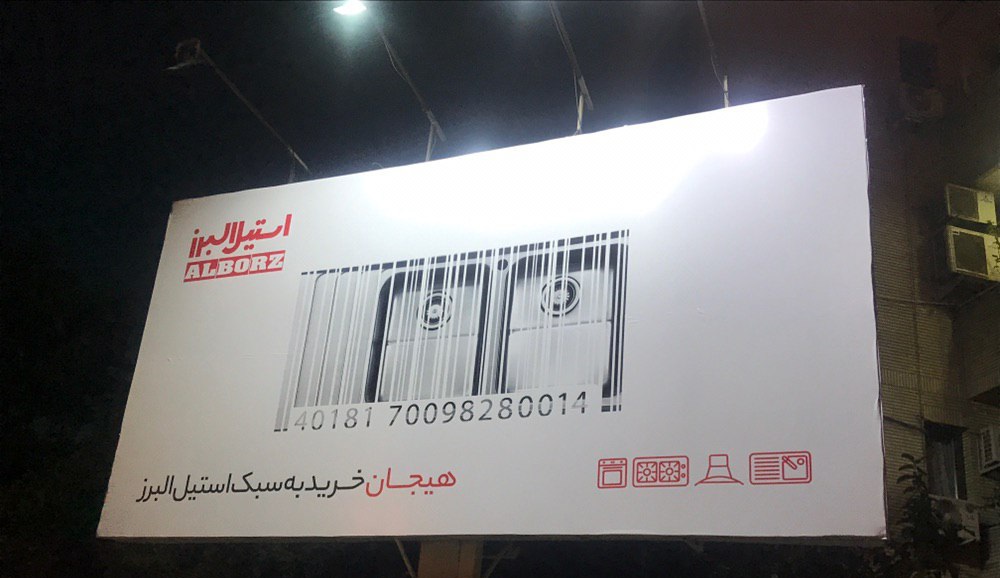 استیل البرز
ALBORZ
40181 70098280014
هیجان خرید به سبک استیل البرز